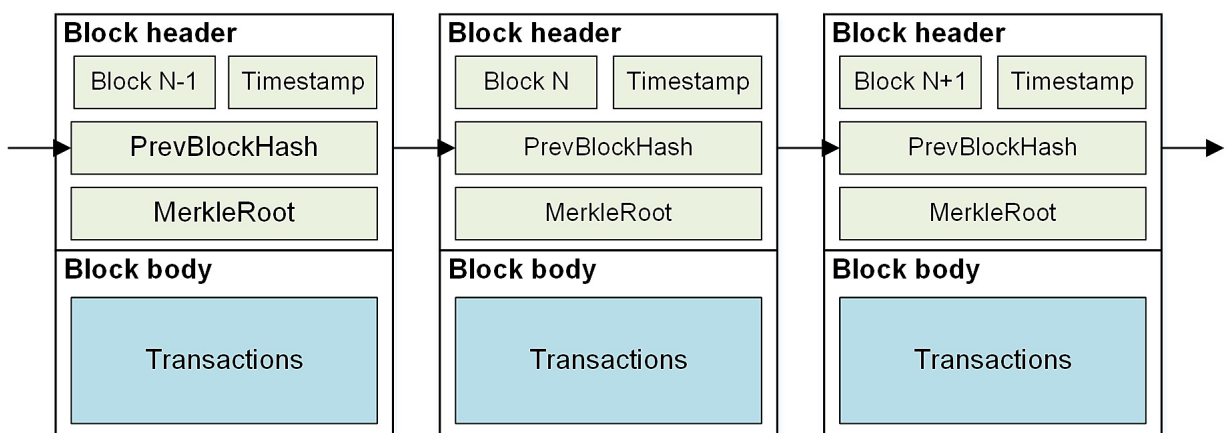 Block header
Block N-1
Timestamp
PrevBlockHash
MerkleRoot
Block body
Transactions
Block header
Block N
Timestamp
PrevBlockHash
MerkleRoot
Block body
Transactions
Block header
Block N+1
Timestamp
PrevBlockHash
MerkleRoot
Block body
Transactions